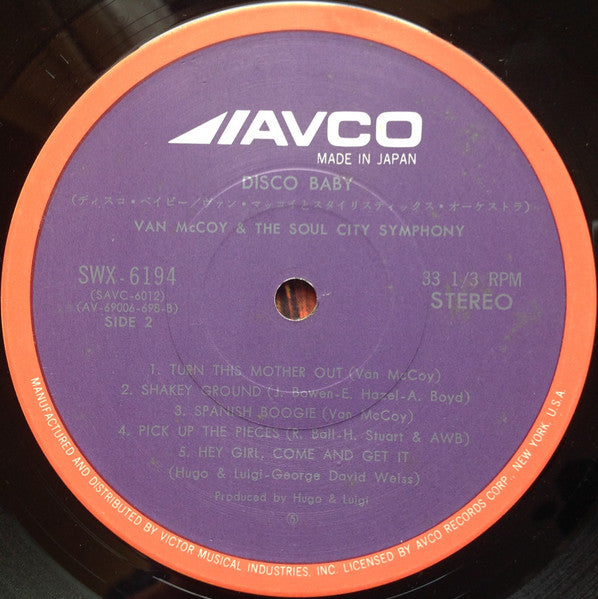 AVCO
MADE IN JAPAN
DISCO BABY
(ディスコ・ベイビー/ヴァン・マッコイとスタイリスティックス・オーケストラ)
VAN McCOY & THE SOUL CITY SYMPHONY
SWX-6194
(SAVC-6012)
(AV-69006-698-B)
SIDE 2
33 1/3 RPM
STEREO
1. TURN THIS MOTHER OUT (Van McCoy)
2. SHAKEY GROUND (J. Bowen-E. Hazel-A. Boyd)
3. SPANISH BOOGIE (Van McCoy)
4. PICK UP THE PIECES (R. Ball-H. Stuart & AWB)
5. HEY GIRL, COME AND GET IT
(Hugo & Luigi-George David Weiss)
Produced by Hugo & Luigi
MANUFACTURED AND DISTRIBUTED BY VICTOR MUSICAL INDUSTRIES, INC. LICENSED BY AVCO RECORDS CORP., NEW YORK, U.S.A.